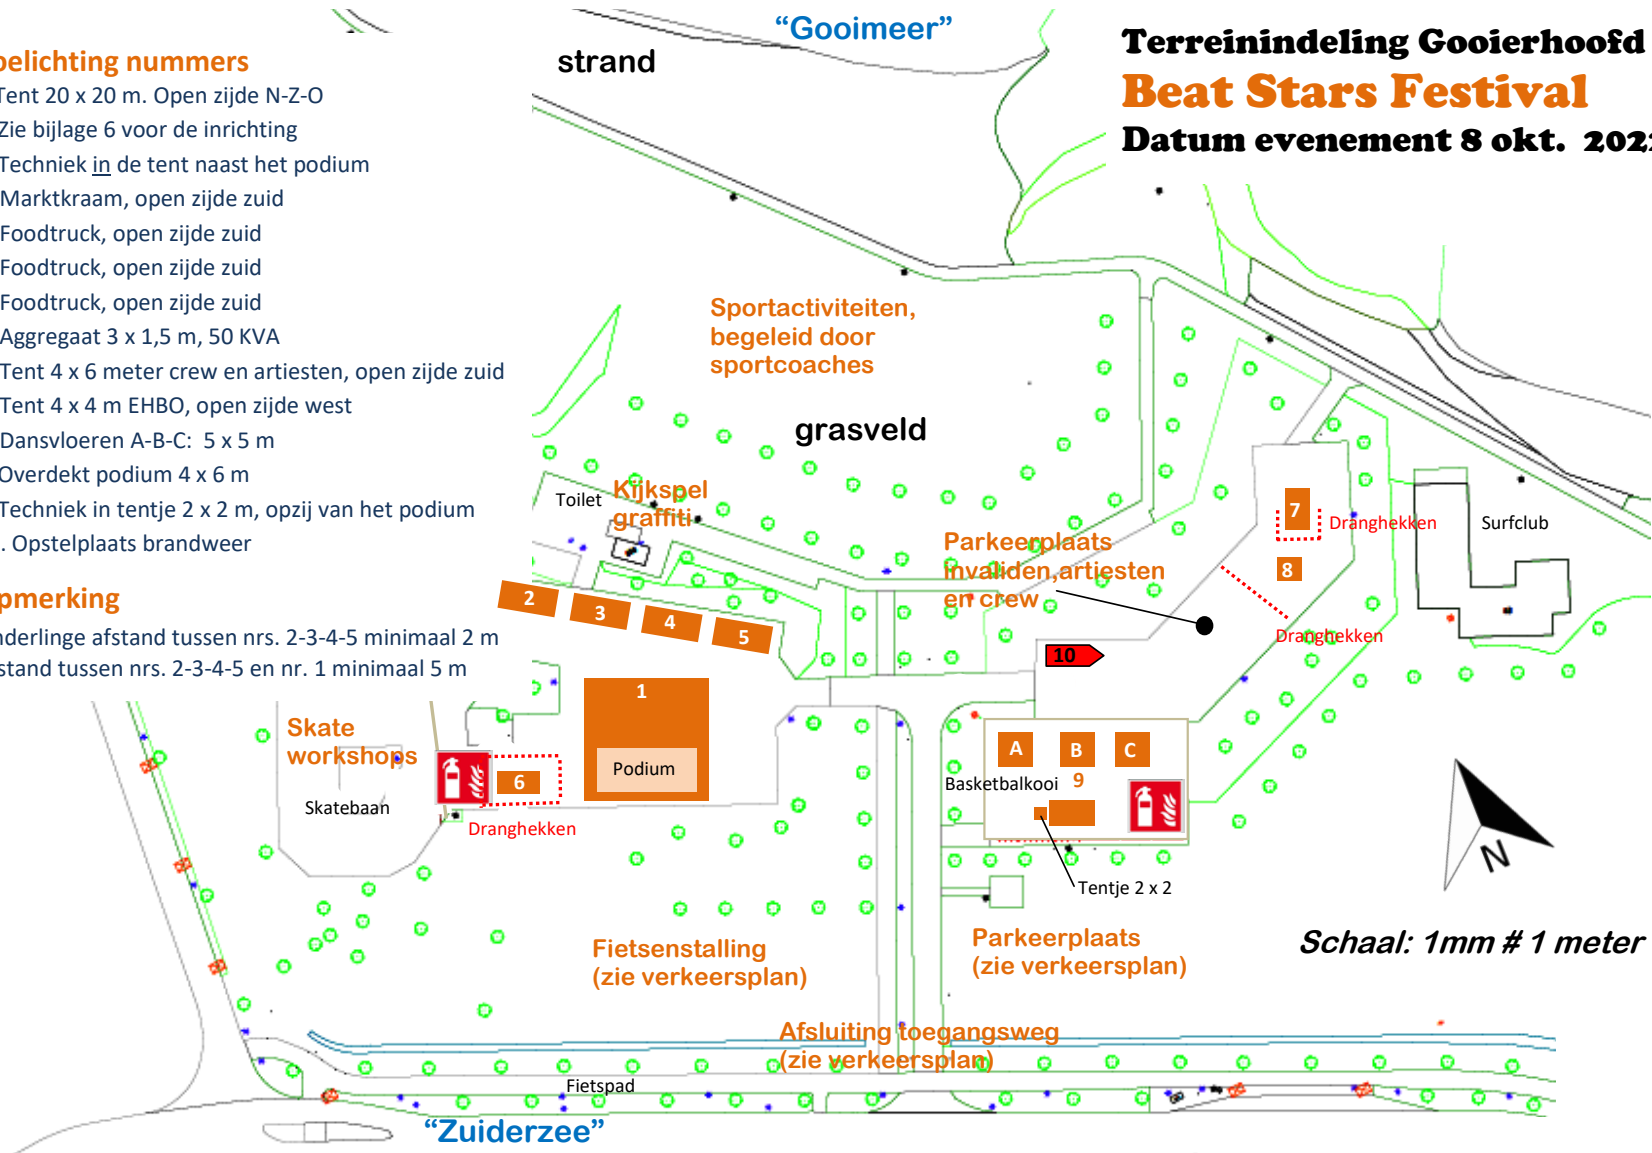 “Gooimeer”
strand
Terreinindeling Gooierhoofd
Beat Stars Festival
Datum evenement 8 okt. 202
belichting nummers
Tent 20 x 20 m. Open zijde N-Z-O
Zie bijlage 6 voor de inrichting
Techniek in de tent naast het podium
Marktkraam, open zijde zuid
Foodtruck, open zijde zuid
Foodtruck, open zijde zuid
Foodtruck, open zijde zuid
Aggregaat 3 x 1,5 m, 50 KVA
Tent 4 x 6 meter crew en artiesten, open zijde zuid
Tent 4 x 4 m EHBO, open zijde west
Dansvloeren A-B-C: 5 x 5 m
Overdekt podium 4 x 6 m
Techniek in tentje 2 x 2 m, opzij van het podium
. Opstelplaats brandweer
pmerking
nderlinge afstand tussen nrs. 2-3-4-5 minimaal 2 m
stand tussen nrs. 2-3-4-5 en nr. 1 minimaal 5 m
Sportactiviteiten,
begeleid door
sportcoaches
grasveld
Toilet
Kijkspel
graffiti
Parkeerplaats
invaliden,artiesten
en crew
7
Dranghekken
Surfclub
8
Dranghekken
2
3
4
5
10
1
Podium
Skate
workshops
Skatebaan
6
Dranghekken
A
B
C
Basketbalkooi
9
Tentje 2 x 2
N
Fietsenstalling
(zie verkeersplan)
Parkeerplaats
(zie verkeersplan)
Schaal: 1mm # 1 meter
Afsluiting toegangsweg
(zie verkeersplan)
Fietspad
“Zuiderzee”